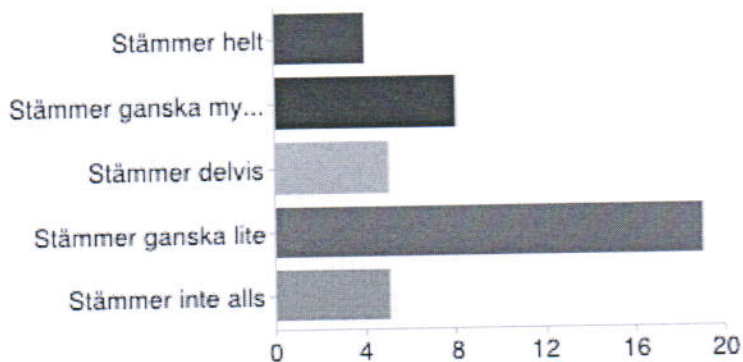 Stämmer helt
Stämmer ganska my...
Stämmer delvis
Stämmer ganska lite
Stämmer inte alls
0 4 8 12 16 20